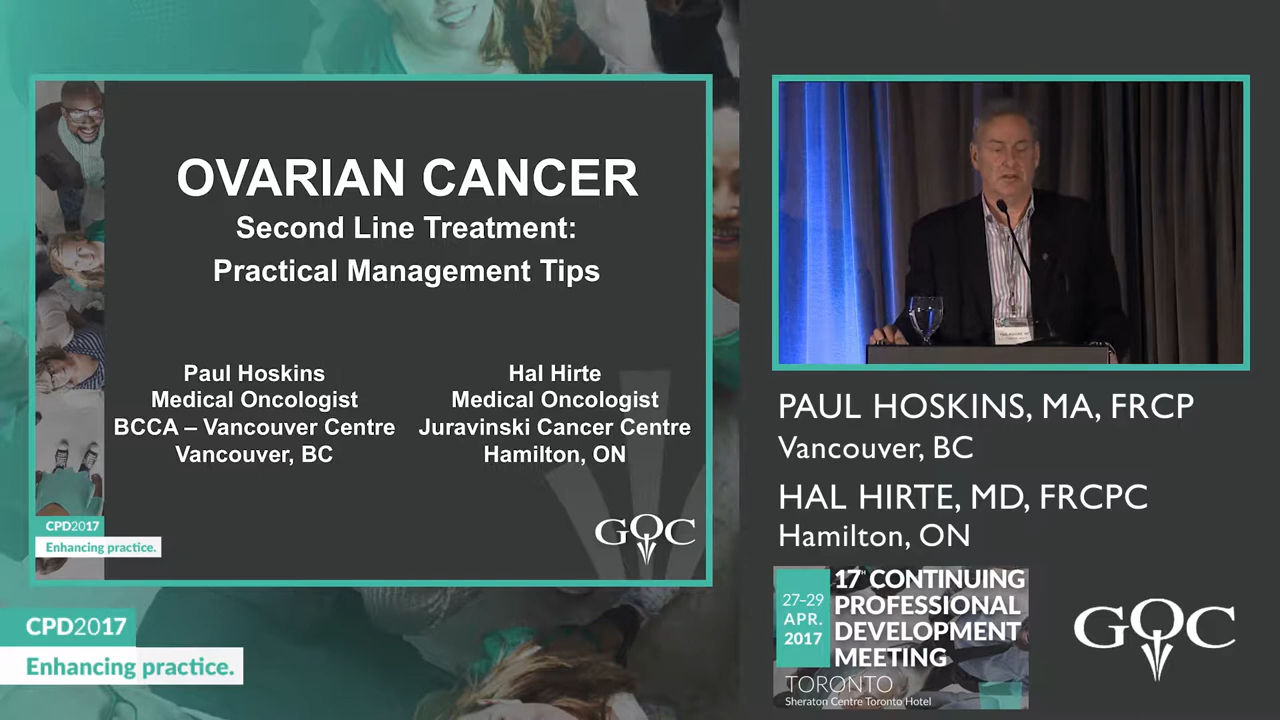 OVARIAN CANCER
Second Line Treatment:
Practical Management Tips
Paul Hoskins
Medical Oncologist
BCCA – Vancouver Centre
Vancouver, BC
Hal Hirte
Medical Oncologist
Juravinski Cancer Centre
Hamilton, ON
CPD2017
Enhancing practice.
GOC
CPD2017
Enhancing practice.
PAUL HOSKINS, MA, FRCP
Vancouver, BC
HAL HIRTE, MD, FRCPC
Hamilton, ON
27–29
APR.
2017
17TH CONTINUING
PROFESSIONAL
DEVELOPMENT
MEETING
TORONTO
Sheraton Centre Toronto Hotel
GOC